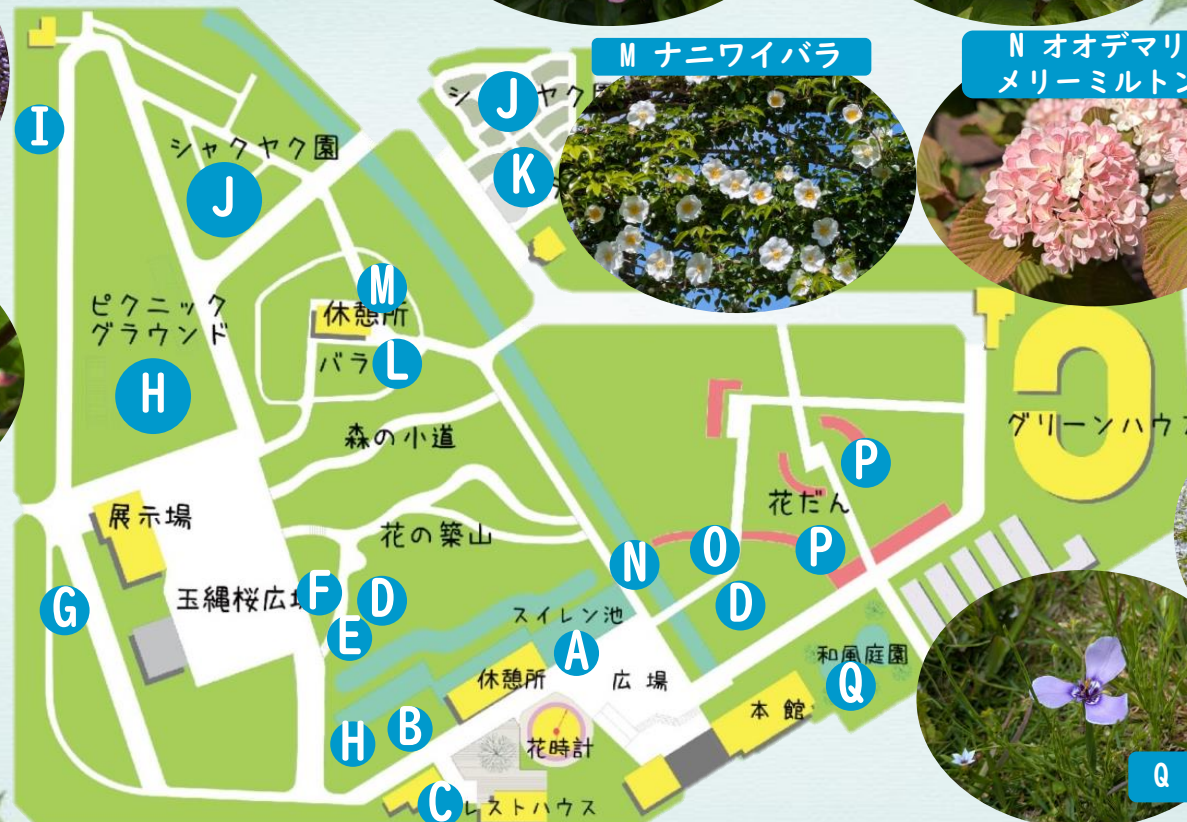 M ナニワイバラ
N オオデマリ
メリーミルトン
I
シャクヤク園
J
シ J ヤク
K
ピクニック
グラウンド
H
M
休憩所
バラ L
森の小道
花の築山
展示場
玉縄桜広
F
D
E
G
スイレン池
A
休憩所
広場
H
B
花時計
C
レストハウス
本館
N
O
P
D
花だん
P
グリーンハウス
和風庭園
Q
Q